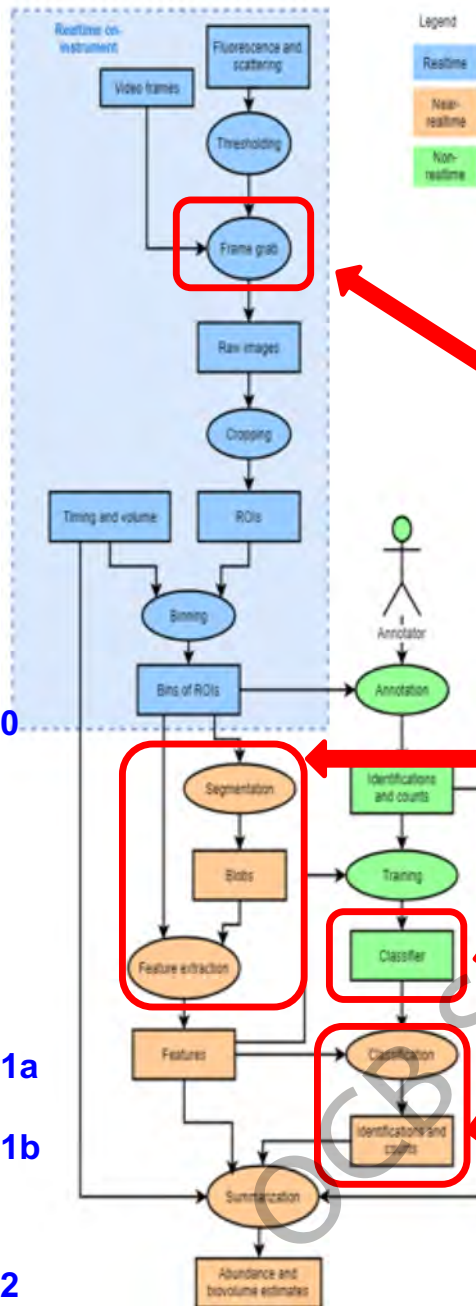 Legend
Realtime on-
instrument
Fluorescence and
scattering
Realtime
Video frames
Near-
realtime
Thresholding
Non-
realtime
Frame grab
Raw images
Cropping
Timing and volume
ROIs
Binning
Annotator
Bins of ROIs
Annotation
0
Segmentation
Identifications
and counts
Blobs
Training
Feature extraction
Classifier
Features
Classification
1a
Identifications and
counts
1b
Summarization
Abundance and
biovolume estimates
2
OCB